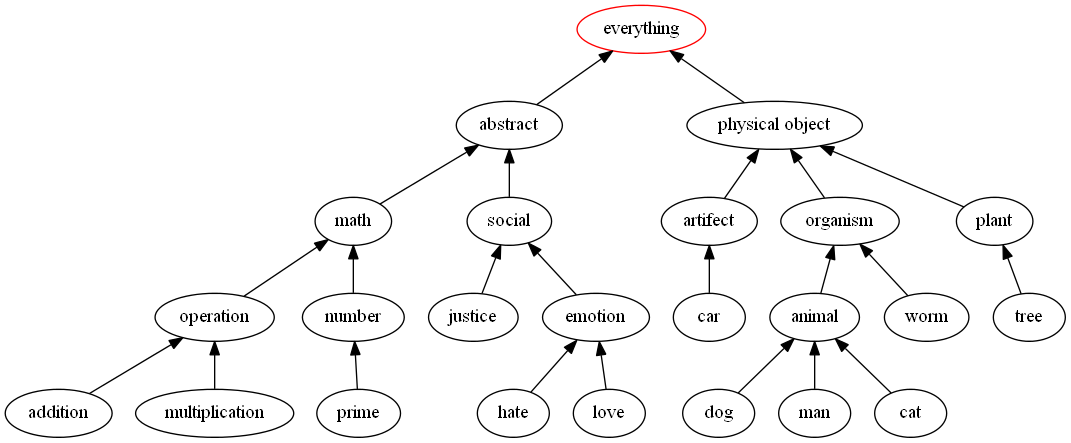 everything
abstract
physical object
math
social
artifect
organism
plant
operation
number
justice
emotion
car
animal
worm
tree
addition
multiplication
prime
hate
love
dog
man
cat